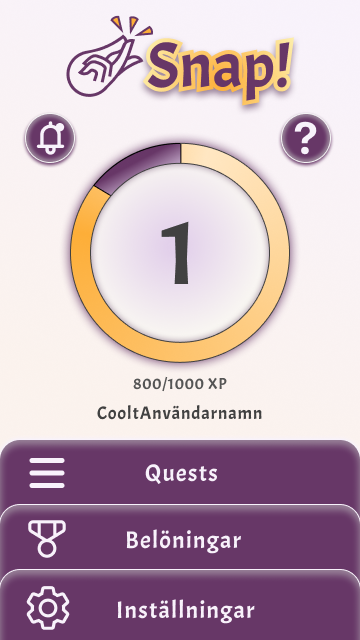 Snap!
?
1
800/1000 XP
CooltAnvändarnamn
Quests
Belöningar
Inställningar